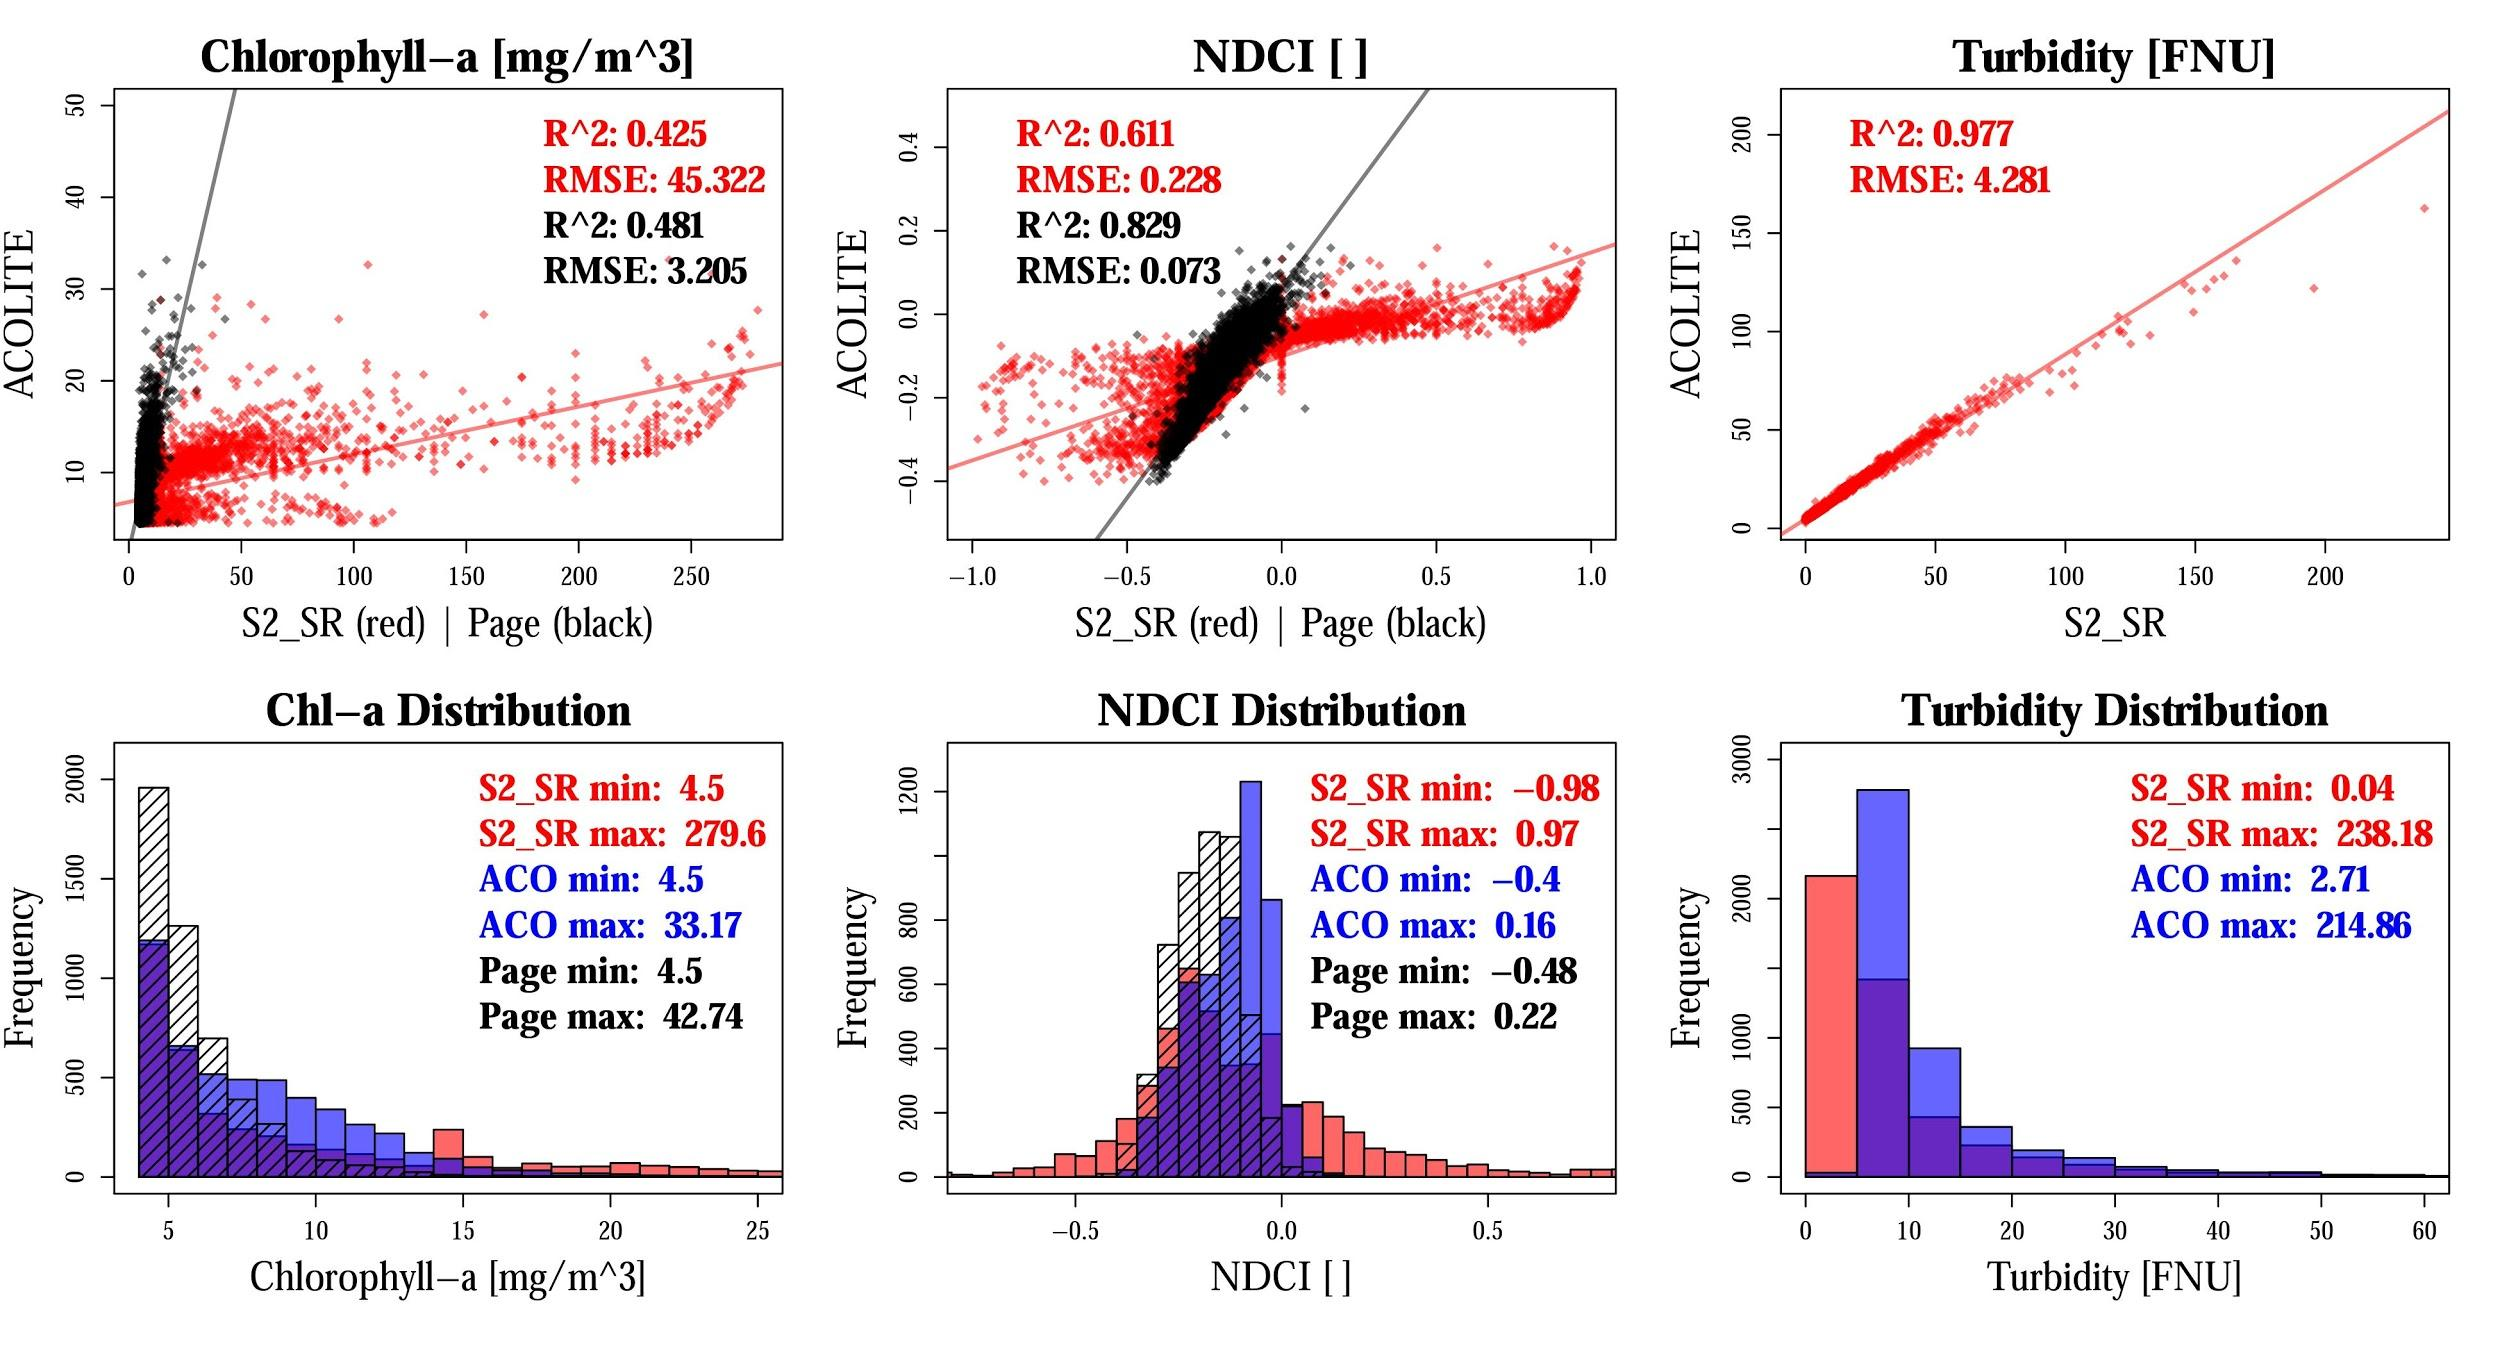 Chlorophyll−a [mg/m^3]
ACOLITE
50
40
30
20
10
R^2: 0.425
RMSE: 45.322
R^2: 0.481
RMSE: 3.205
0 50 100 150 200 250
S2_SR (red) | Page (black)
NDCI [ ]
ACOLITE
0.4
0.2
0.0
−0.2
−0.4
R^2: 0.611
RMSE: 0.228
R^2: 0.829
RMSE: 0.073
−1.0 −0.5 0.0 0.5 1.0
S2_SR (red) | Page (black)
Turbidity [FNU]
ACOLITE
200
150
100
50
0
R^2: 0.977
RMSE: 4.281
0 50 100 150 200
S2_SR
Chl−a Distribution
Frequency
2000
1500
1000
500
0
S2_SR min: 4.5
S2_SR max: 279.6
ACO min: 4.5
ACO max: 33.17
Page min: 4.5
Page max: 42.74
5 10 15 20 25
Chlorophyll−a [mg/m^3]
NDCI Distribution
Frequency
1200
800
600
400
200
0
S2_SR min: −0.98
S2_SR max: 0.97
ACO min: −0.4
ACO max: 0.16
Page min: −0.48
Page max: 0.22
−0.5 0.0 0.5
NDCI [ ]
Turbidity Distribution
Frequency
3000
2000
1000
500
0
S2_SR min: 0.04
S2_SR max: 238.18
ACO min: 2.71
ACO max: 214.86
0 10 20 30 40 50 60
Turbidity [FNU]